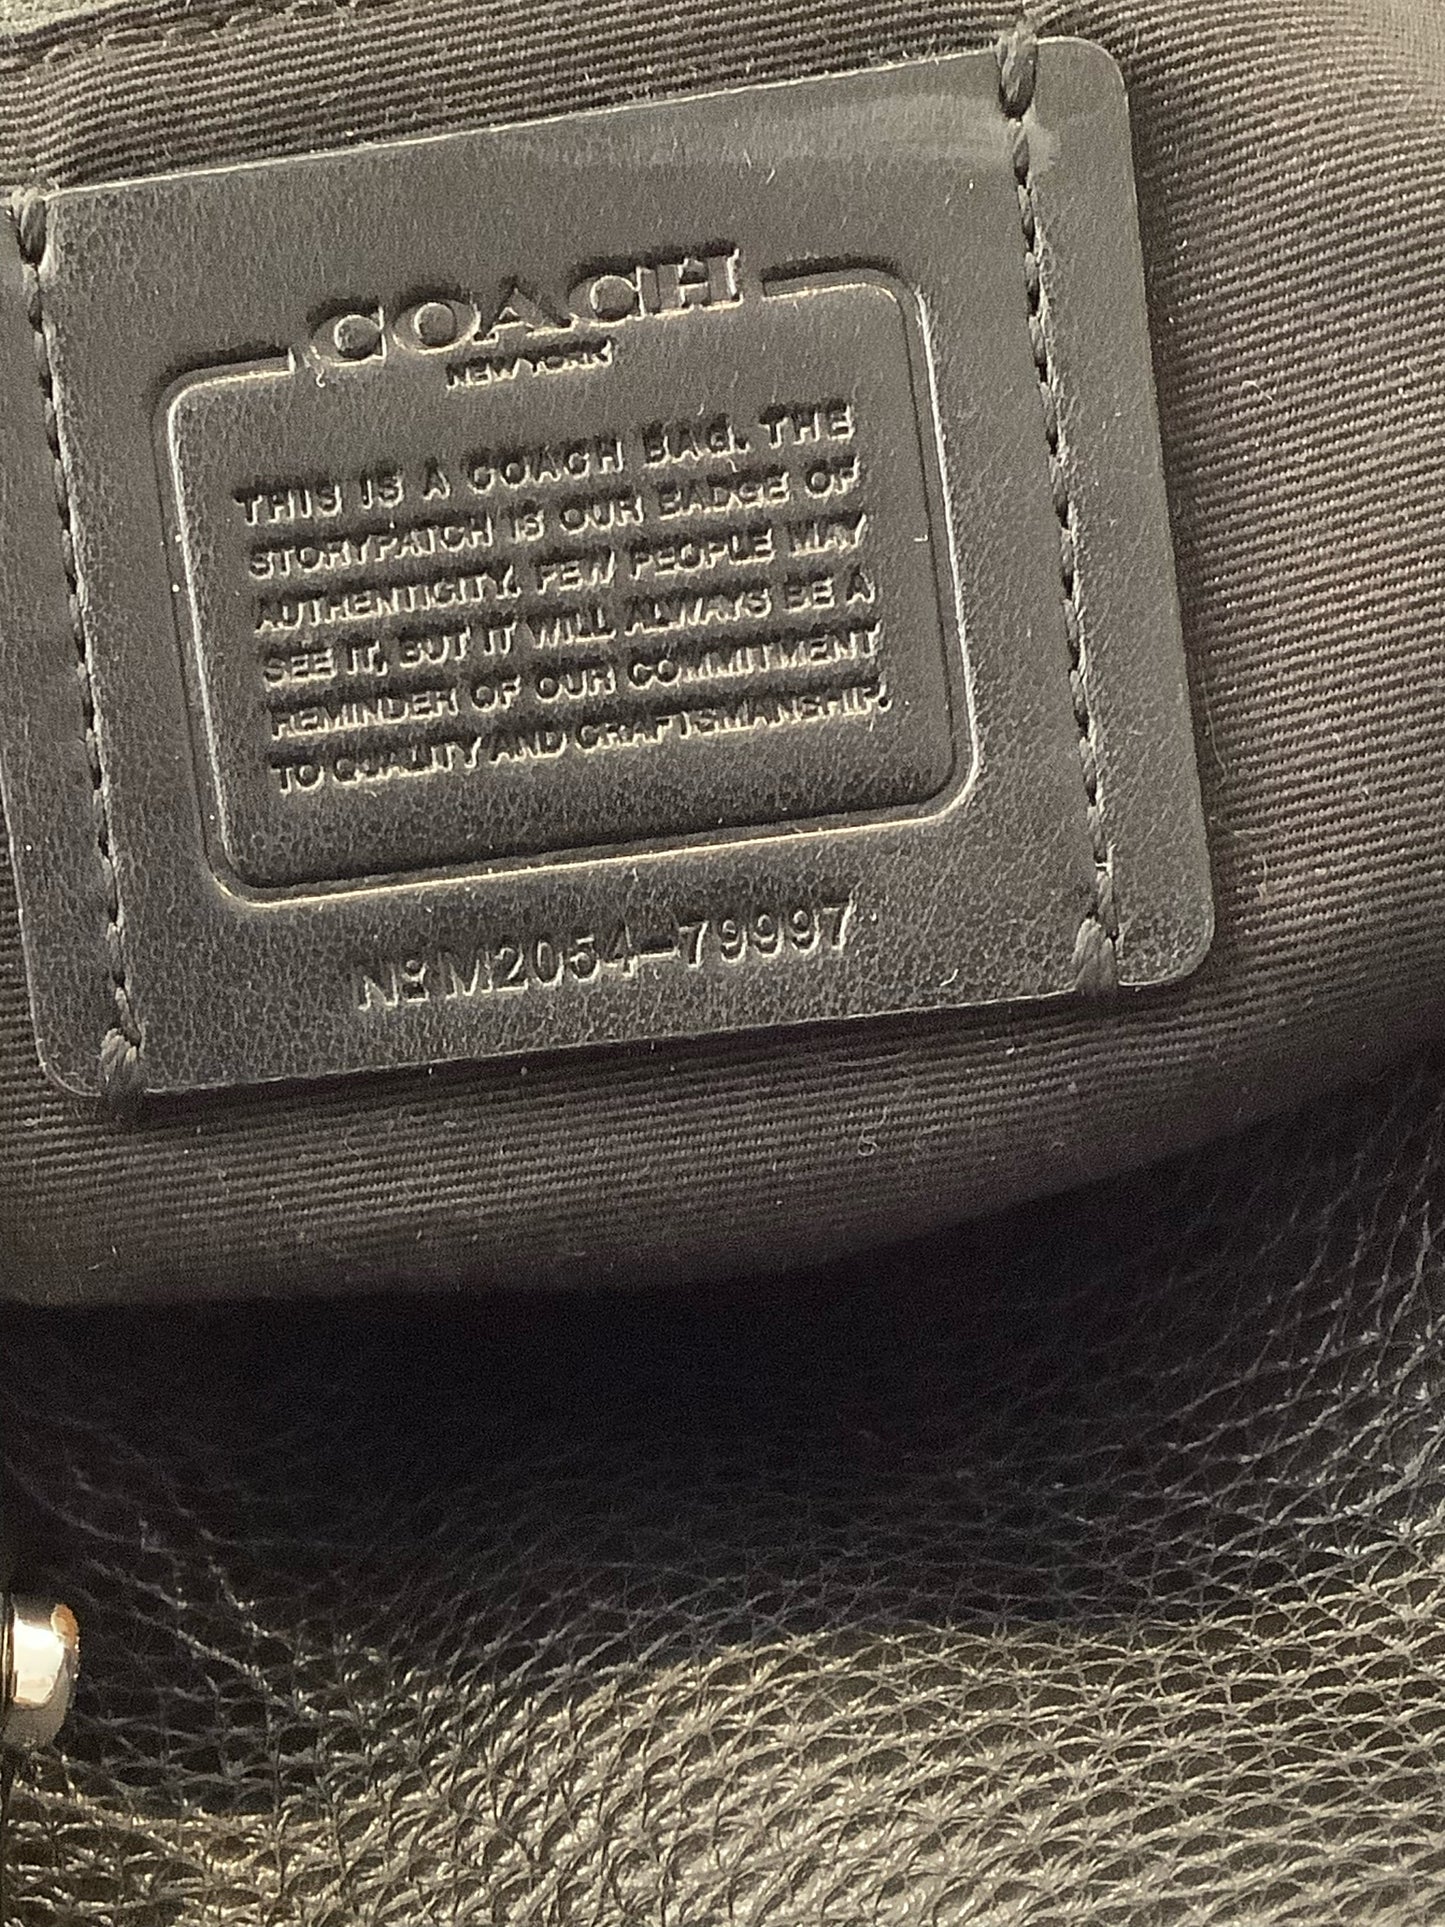 COACH
NEW YORK
THIS IS A COACH BAG. THE
STORYPATCH IS OUR BADGE OF
AUTHENTICITY. FEW PEOPLE MAY
SEE IT, BUT IT WILL ALWAYS BE A
REMINDER OF OUR COMMITMENT
TO QUALITY AND CRAFTSMANSHIP.
Nº M2054-79997